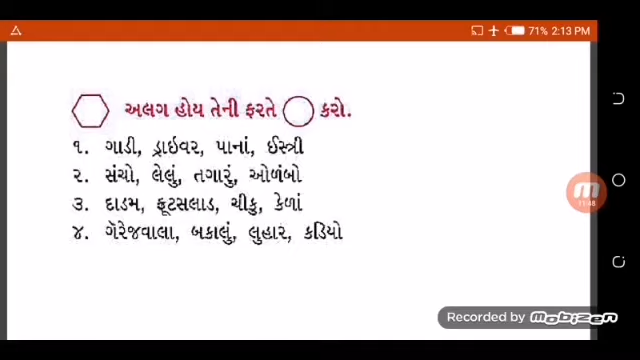 71% 2:13 PM
અલગ હોય તેની ફરતે ◯ કરો.
૧. ગાડી, ડ્રાઇવર, પાનાં, ઈસ્ત્રી
૨. સંચો, લેલું, તગારું, ઓળંબો
૩. દાડમ, ફ્રૂટસલાડ, ચીકુ, કેળાં
૪. ગૅરેજવાલા, બકાલું, લુહાર, કડિયો
Recorded by mobizen